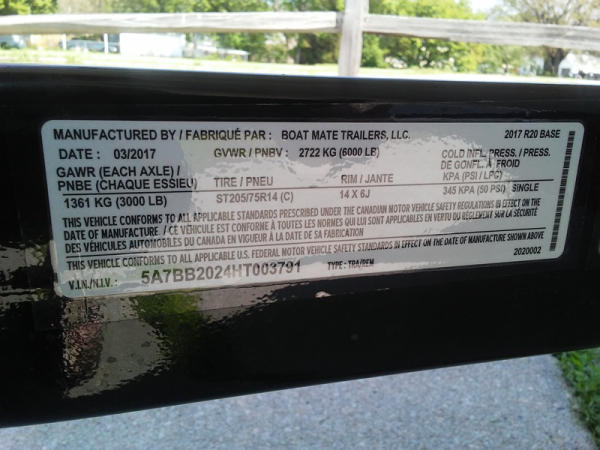 MANUFACTURED BY / FABRIQUÉ PAR : BOAT MATE TRAILERS, LLC. 2017 R20 BASE
DATE : 03/2017 GVWR / PNBV : 2722 KG (6000 LB) COLD INFL. PRESS. / PRESS.
DE GONFL. À FROID
GAWR (EACH AXLE) / TIRE / PNEU RIM / JANTE KPA (PSI / LPC)
PNBE (CHAQUE ESSIEU)
1361 KG (3000 LB) ST205/75R14 (C) 14 X 6J 345 KPA (50 PSI) SINGLE
THIS VEHICLE CONFORMS TO ALL APPLICABLE STANDARDS PRESCRIBED UNDER THE CANADIAN MOTOR VEHICLE SAFETY REGULATIONS IN EFFECT ON THE
DATE OF MANUFACTURE / CE VÉHICULE EST CONFORME À TOUTES LES NORMES QUI LUI SONT APPLICABLES EN VERTU DU RÈGLEMENT SUR LA SÉCURITÉ
DES VÉHICULES AUTOMOBILES DU CANADA EN VIGUEUR À LA DATE DE SA FABRICATION
THIS VEHICLE CONFORMS TO ALL APPLICABLE U.S. FEDERAL MOTOR VEHICLE SAFETY STANDARDS IN EFFECT ON THE DATE OF MANUFACTURE SHOWN ABOVE
V.I.N./N.I.V.: 5A7BB2024HT003791 TYPE : TRA/REM 2020002